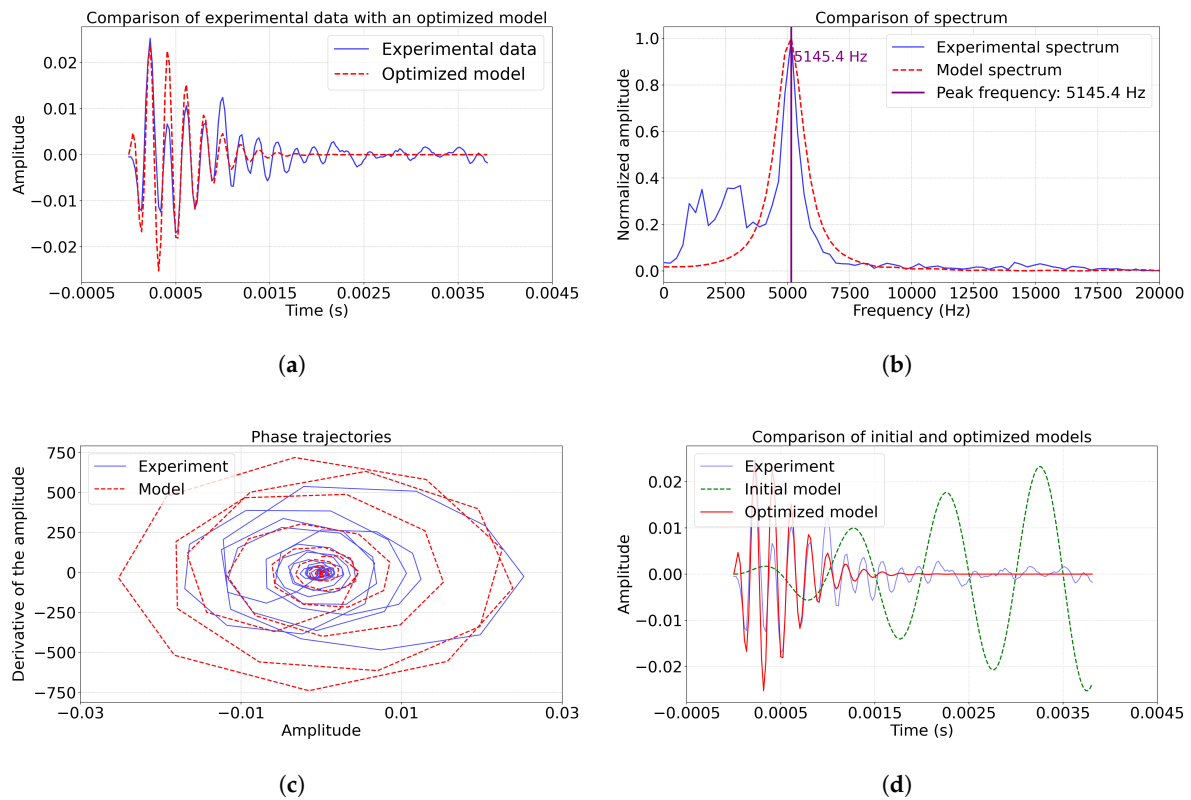 Comparison of experimental data with an optimized model
Experimental data
Optimized model
Amplitude
0.02
0.01
0.00
−0.01
−0.02
−0.0005 0.0005 0.0015 0.0025 0.0035 0.0045
Time (s)
(a)
Comparison of spectrum
5145.4 Hz
Experimental spectrum
Model spectrum
Peak frequency: 5145.4 Hz
Normalized amplitude
1.0
0.8
0.6
0.4
0.2
0.0
0 2500 5000 7500 10000 12500 15000 17500 20000
Frequency (Hz)
(b)
Phase trajectories
Experiment
Model
Derivative of the amplitude
750
500
250
0
−250
−500
−750
−0.03 −0.01 0.01 0.03
Amplitude
(c)
Comparison of initial and optimized models
Experiment
Initial model
Optimized model
Amplitude
0.02
0.01
0.00
−0.01
−0.02
−0.0005 0.0005 0.0015 0.0025 0.0035 0.0045
Time (s)
(d)